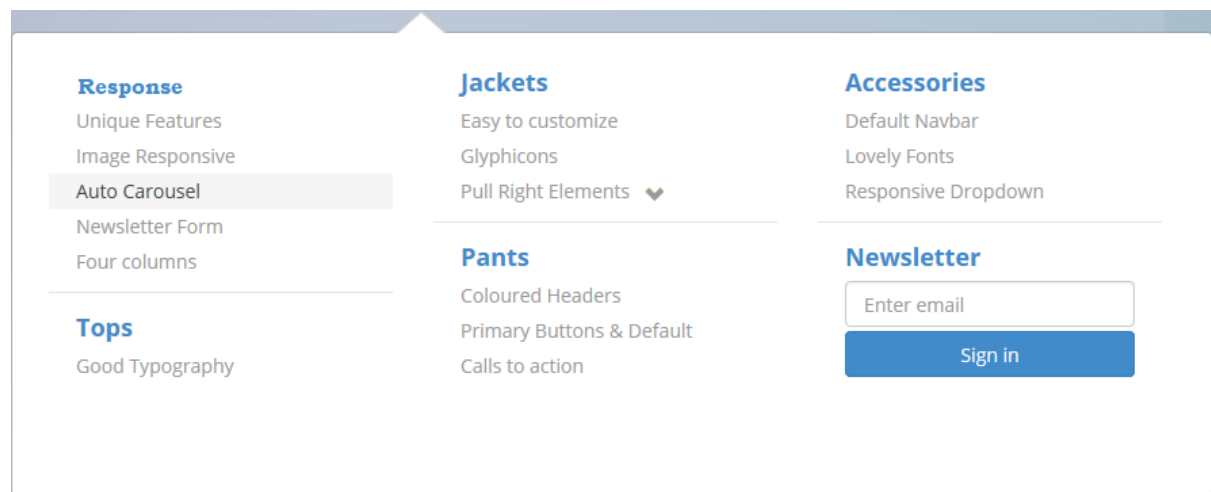 Response
Unique Features
Image Responsive
Auto Carousel
Newsletter Form
Four columns
Tops
Good Typography
Jackets
Easy to customize
Glyphicons
Pull Right Elements
Pants
Coloured Headers
Primary Buttons & Default
Calls to action
Accessories
Default Navbar
Lovely Fonts
Responsive Dropdown
Newsletter
Enter email
Sign in